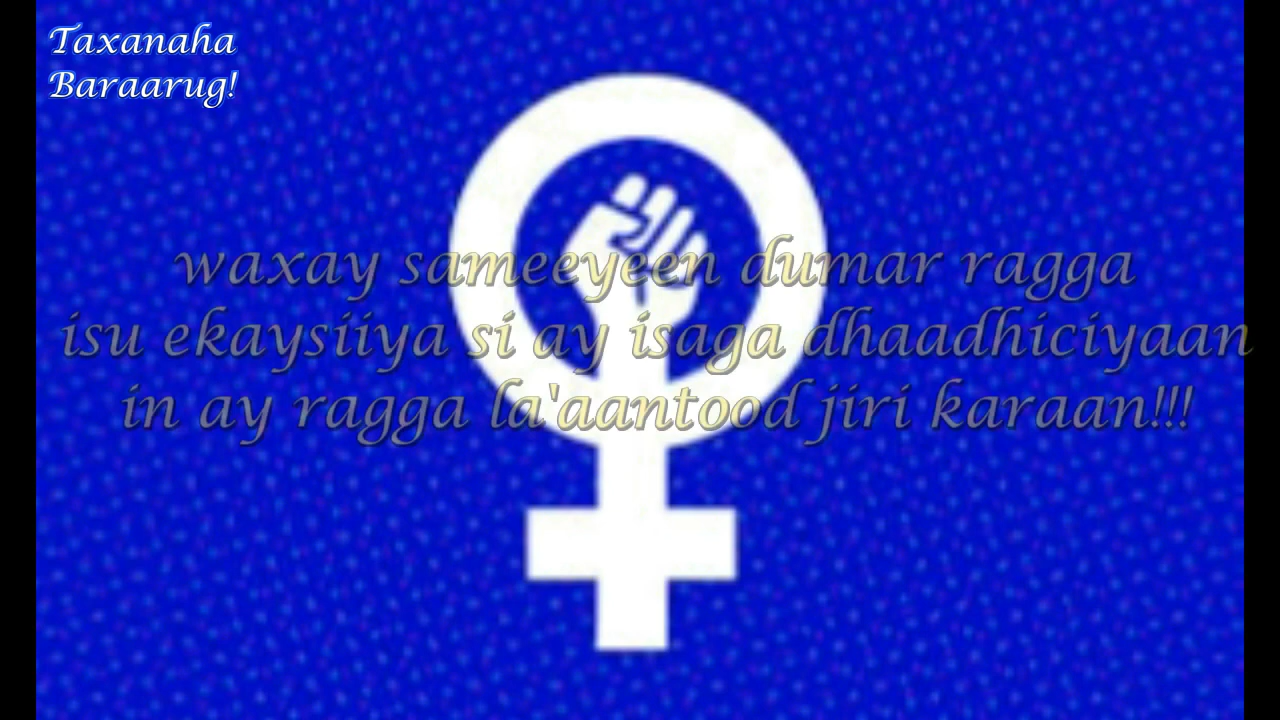 Taxanaha
Baraarug!
waxay sameeyeen dumar ragga
isu ekaysiiya si ay isaga dhaadhiciyaan
in ay ragga la'aantood jiri karaan!!!